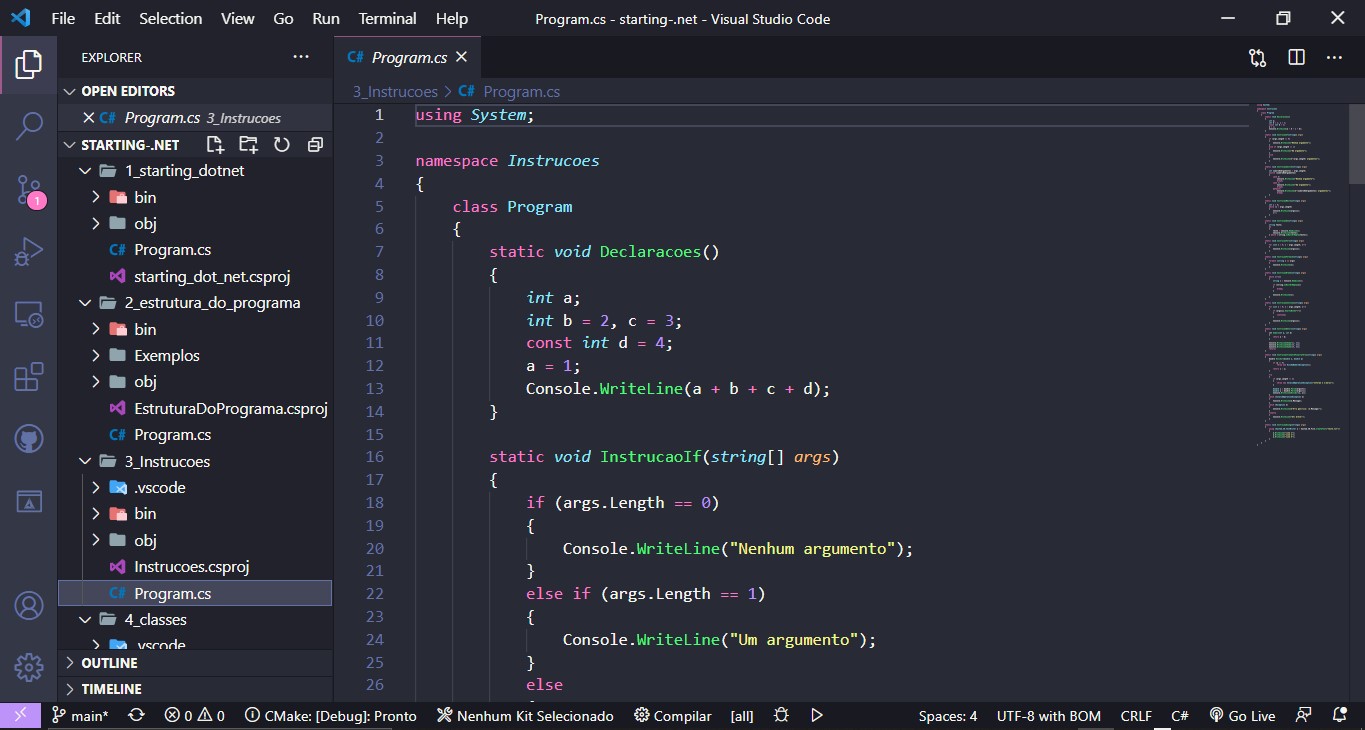 File Edit Selection View Go Run Terminal Help Program.cs - starting-.net - Visual Studio Code
EXPLORER
OPEN EDITORS
C# Program.cs 3_Instrucoes
STARTING-.NET
1_starting_dotnet
bin
obj
C# Program.cs
starting_dot_net.csproj
2_estrutura_do_programa
bin
Exemplos
obj
EstruturaDoPrograma.csproj
C# Program.cs
3_Instrucoes
.vscode
bin
obj
Instrucoes.csproj
C# Program.cs
4_classes
.vscode
OUTLINE
TIMELINE
1
C# Program.cs
3_Instrucoes > C# Program.cs
1 using System;
2
3 namespace Instrucoes
4 {
5 class Program
6 {
7 static void Declaracoes()
8 {
9 int a;
10 int b = 2, c = 3;
11 const int d = 4;
12 a = 1;
13 Console.WriteLine(a + b + c + d);
14 }
15
16 static void InstrucaoIf(string[] args)
17 {
18 if (args.Length == 0)
19 {
20 Console.WriteLine("Nenhum argumento");
21 }
22 else if (args.Length == 1)
23 {
24 Console.WriteLine("Um argumento");
25 }
26 else
main* 0 0 CMake: [Debug]: Pronto Nenhum Kit Selecionado Compilar [all] Spaces: 4 UTF-8 with BOM CRLF C# Go Live